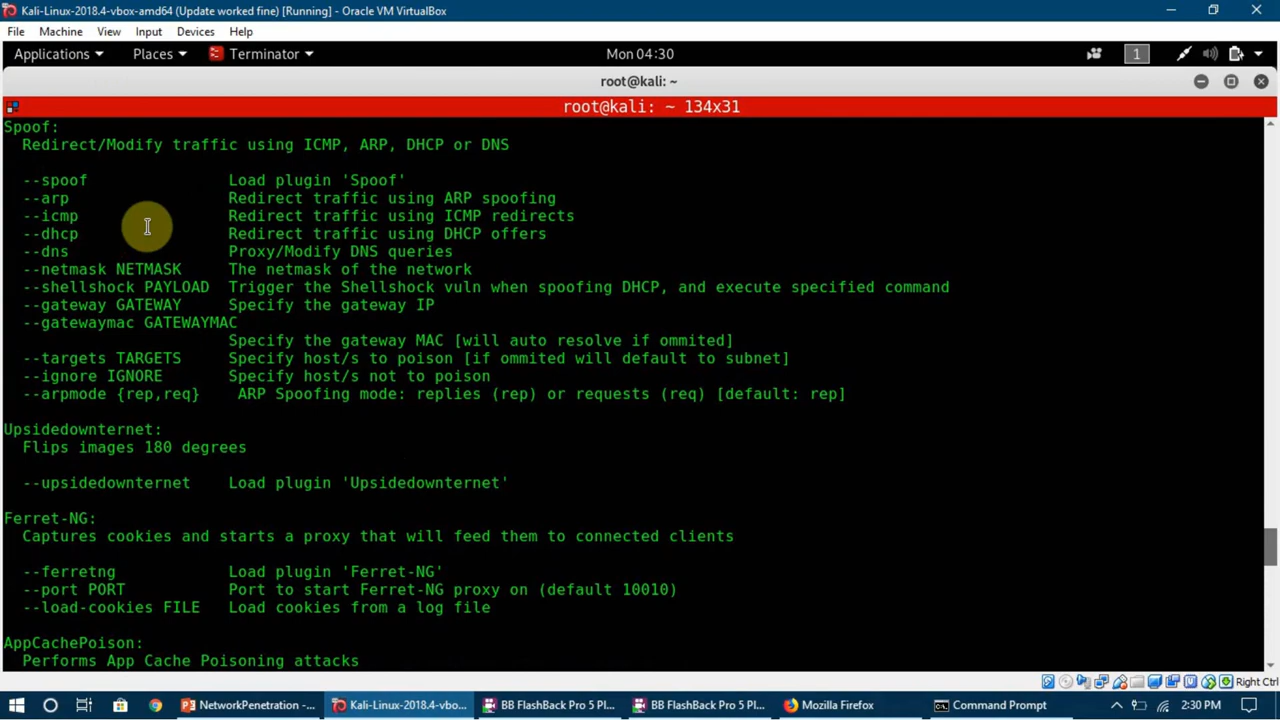 Kali-Linux-2018.4-vbox-amd64 (Update worked fine) [Running] - Oracle VM VirtualBox
File Machine View Input Devices Help
Applications Places Terminator Mon 04:30 1
root@kali: ~
root@kali: ~ 134x31
Spoof:
Redirect/Modify traffic using ICMP, ARP, DHCP or DNS
--spoof Load plugin 'Spoof'
--arp Redirect traffic using ARP spoofing
--icmp Redirect traffic using ICMP redirects
--dhcp Redirect traffic using DHCP offers
--dns Proxy/Modify DNS queries
--netmask NETMASK The netmask of the network
--shellshock PAYLOAD Trigger the Shellshock vuln when spoofing DHCP, and execute specified command
--gateway GATEWAY Specify the gateway IP
--gatewaymac GATEWAYMAC
Specify the gateway MAC [will auto resolve if ommited]
--targets TARGETS Specify host/s to poison [if ommited will default to subnet]
--ignore IGNORE Specify host/s not to poison
--arpmode {rep,req} ARP Spoofing mode: replies (rep) or requests (req) [default: rep]
Upsidedownternet:
Flips images 180 degrees
--upsidedownternet Load plugin 'Upsidedownternet'
Ferret-NG:
Captures cookies and starts a proxy that will feed them to connected clients
--ferretng Load plugin 'Ferret-NG'
--port PORT Port to start Ferret-NG proxy on (default 10010)
--load-cookies FILE Load cookies from a log file
AppCachePoison:
Performs App Cache Poisoning attacks
Right Ctrl
NetworkPenetration -... Kali-Linux-2018.4-vbo... BB FlashBack Pro 5 Pl... BB FlashBack Pro 5 Pl... Mozilla Firefox Command Prompt 2:30 PM